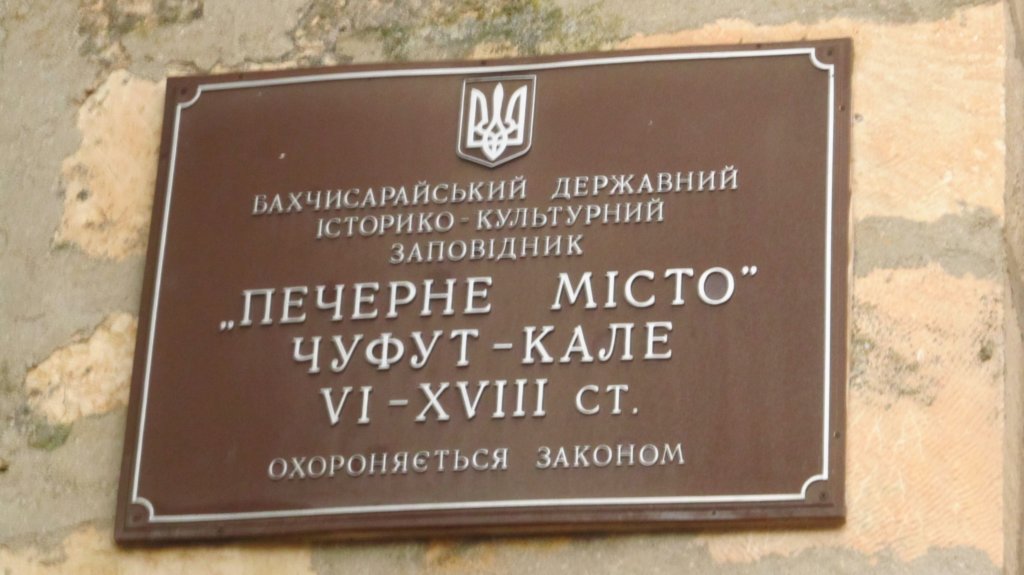 БАХЧИСАРАЙСЬКИЙ ДЕРЖАВНИЙ
ІСТОРИКО-КУЛЬТУРНИЙ
ЗАПОВІДНИК
„ПЕЧЕРНЕ МІСТО”
ЧУФУТ-КАЛЕ
VI-XVIII СТ.
ОХОРОНЯЄТЬСЯ ЗАКОНОМ